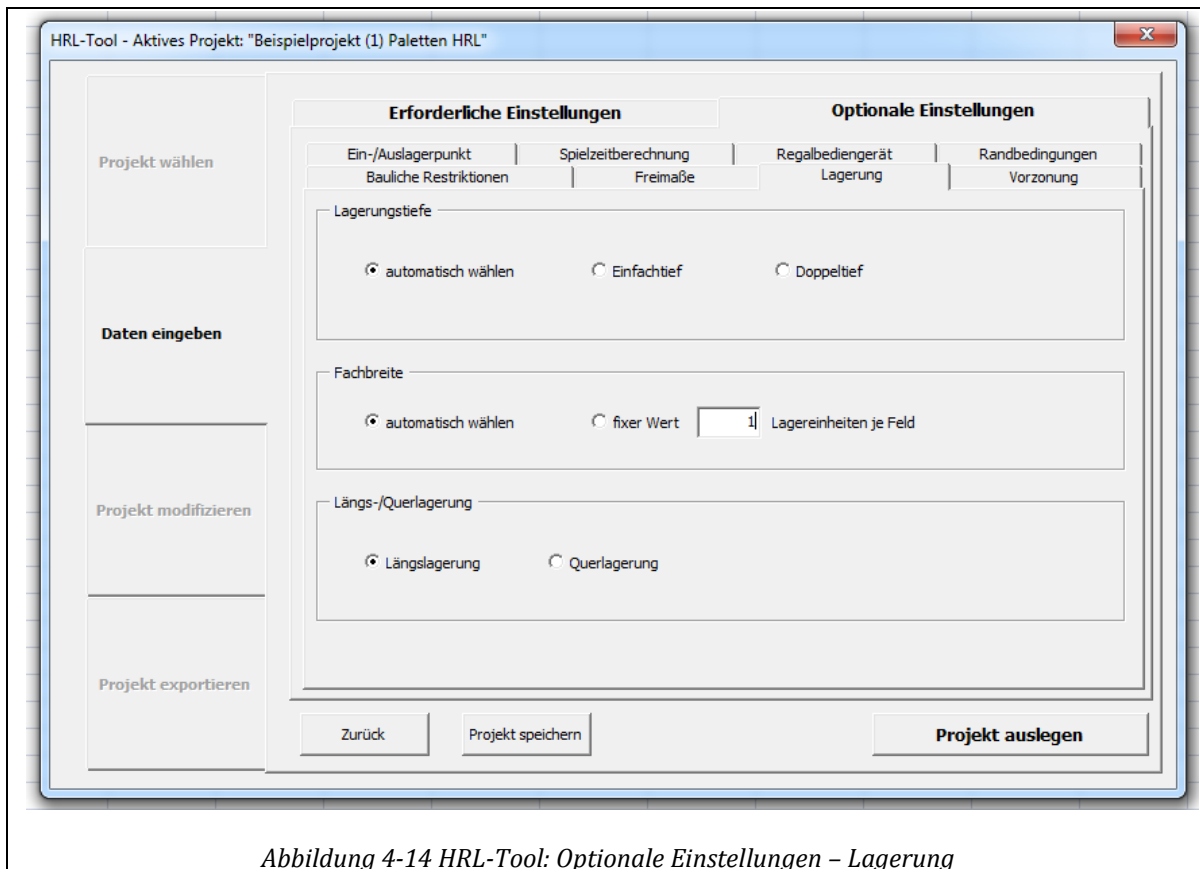 HRL-Tool - Aktives Projekt: "Beispielprojekt (1) Paletten HRL"
x
Erforderliche Einstellungen Optionale Einstellungen
Projekt wählen
Ein-/Auslagerpunkt Spielzeitberechnung Regalbediengerät Randbedingungen
Bauliche Restriktionen Freimaße Lagerung Vorzonung
Lagerungstiefe
automatisch wählen Einfachtief Doppeltief
Daten eingeben
Fachbreite
automatisch wählen fixer Wert 1 Lagereinheiten je Feld
Längs-/Querlagerung
Projekt modifizieren
Längslagerung Querlagerung
Projekt exportieren
Zurück Projekt speichern Projekt auslegen
Abbildung 4-14 HRL-Tool: Optionale Einstellungen – Lagerung